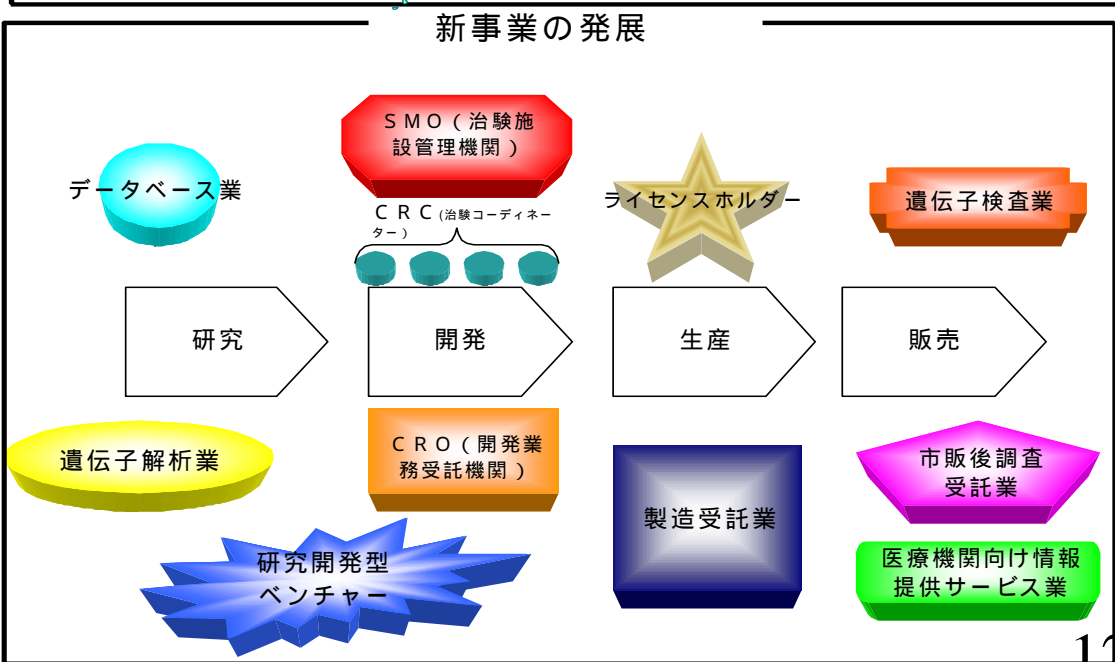 新事業の発展
データベース業
ＳＭＯ（治験施
設管理機関）
ＣＲＣ(治験コーディネー
ター）
ライセンスホルダー
遺伝子検査業
研究
開発
生産
販売
遺伝子解析業
ＣＲＯ（開発業
務受託機関）
研究開発型
ベンチャー
製造受託業
市販後調査
受託業
医療機関向け情報
提供サービス業